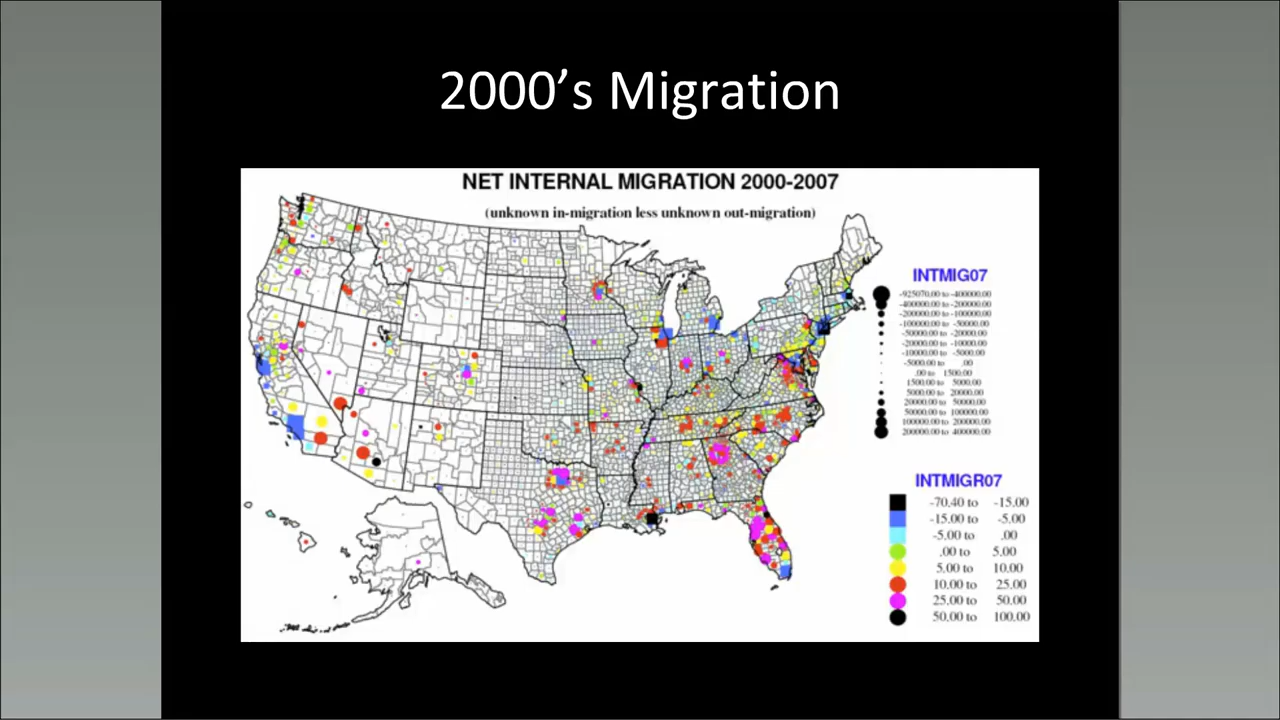 2000’s Migration
NET INTERNAL MIGRATION 2000-2007
(unknown in-migration less unknown out-migration)
INTMIG07
-925070.00 to -400000.00
-400000.00 to -200000.00
-200000.00 to -100000.00
-100000.00 to -50000.00
-50000.00 to -20000.00
-20000.00 to -10000.00
-10000.00 to -5000.00
-5000.00 to .00
.00 to 1500.00
1500.00 to 5000.00
5000.00 to 20000.00
20000.00 to 50000.00
50000.00 to 100000.00
100000.00 to 200000.00
200000.00 to 400000.00
INTMIGR07
-70.40 to -15.00
-15.00 to -5.00
-5.00 to .00
.00 to 5.00
5.00 to 10.00
10.00 to 25.00
25.00 to 50.00
50.00 to 100.00